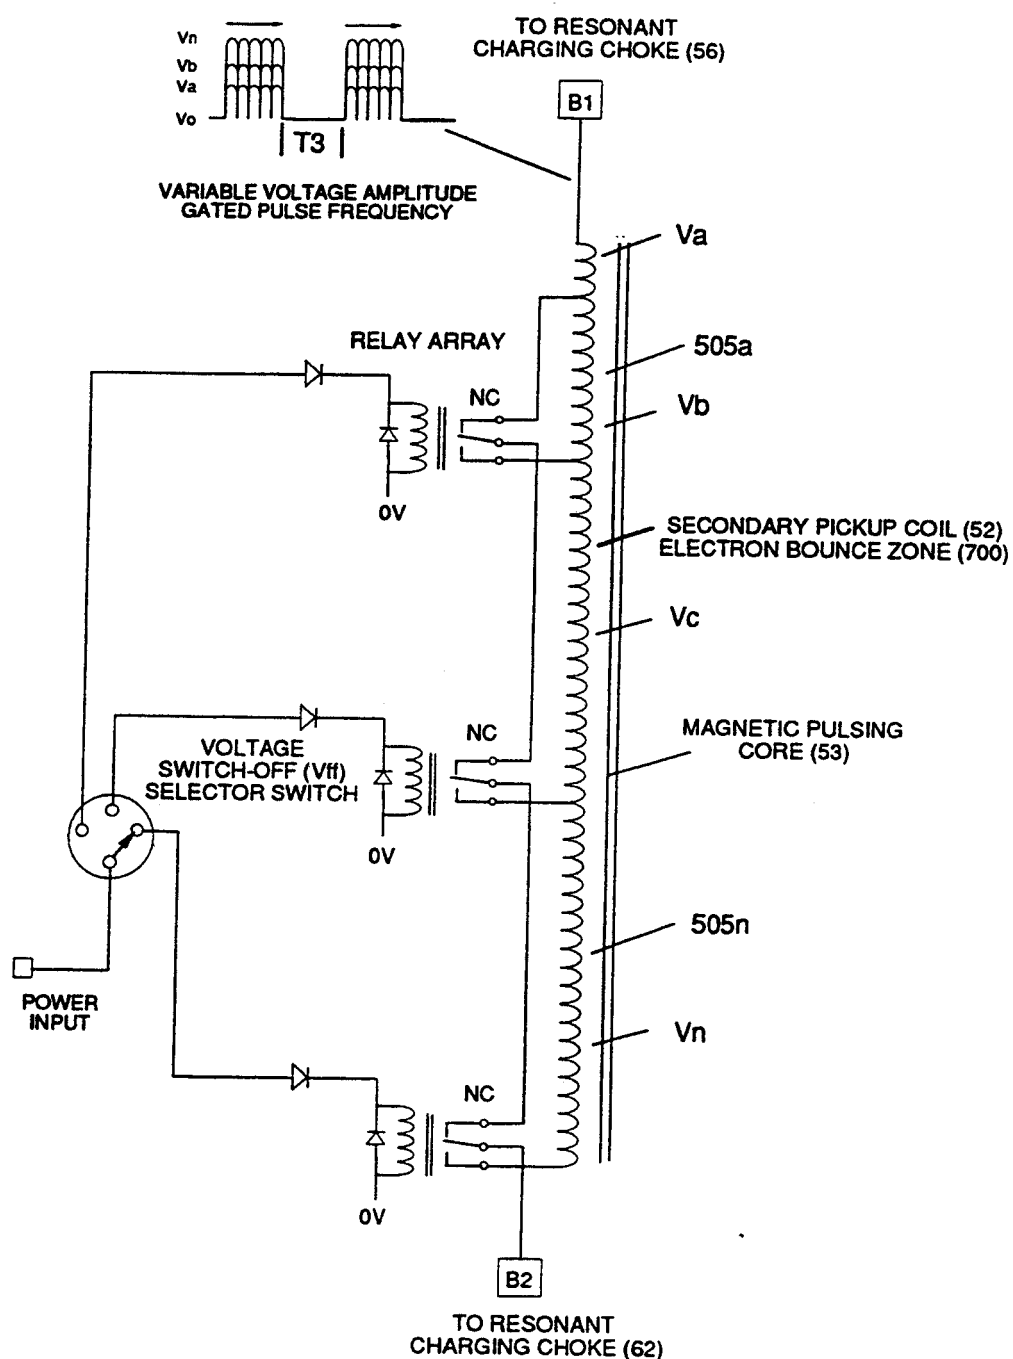 TO RESONANT
CHARGING CHOKE (56)
B1
Vn
Vb
Va
Vo
T3
VARIABLE VOLTAGE AMPLITUDE
GATED PULSE FREQUENCY
Va
RELAY ARRAY
505a
NC
Vb
0V
SECONDARY PICKUP COIL (52)
ELECTRON BOUNCE ZONE (700)
Vc
NC
MAGNETIC PULSING
CORE (53)
VOLTAGE
SWITCH-OFF (Vff)
SELECTOR SWITCH
0V
505n
POWER
INPUT
Vn
NC
0V
B2
TO RESONANT
CHARGING CHOKE (62)